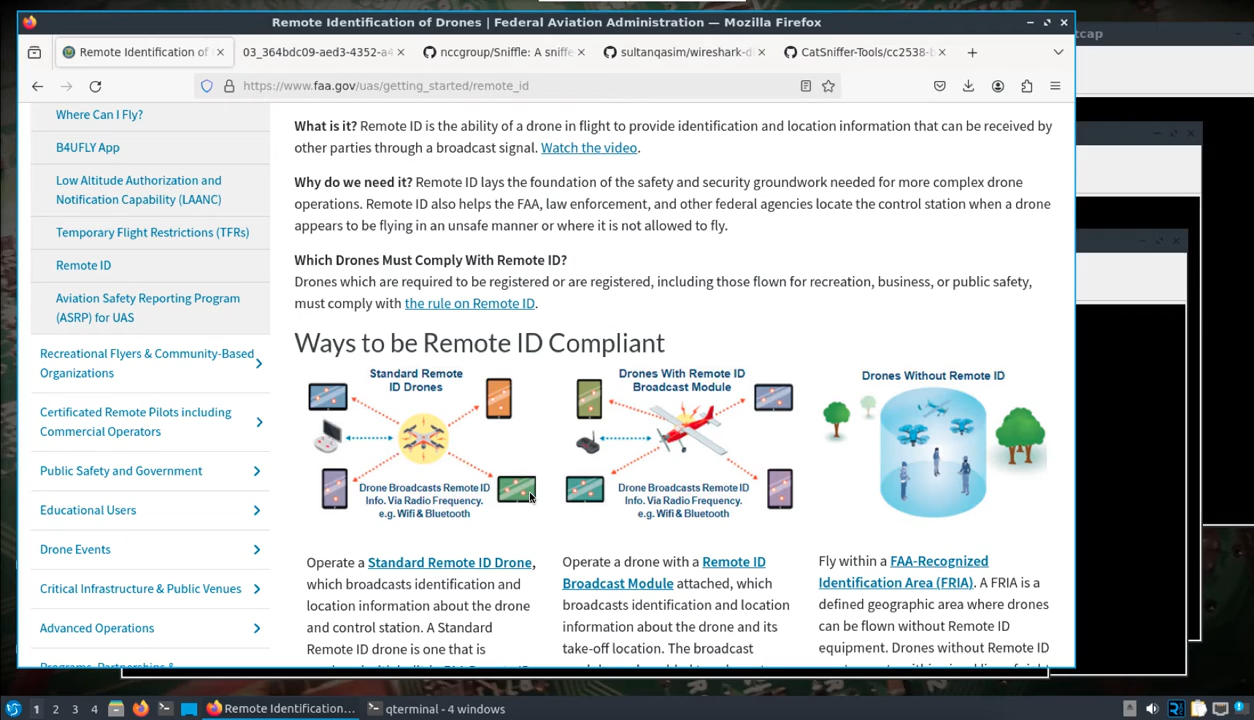 Remote Identification of Drones | Federal Aviation Administration — Mozilla Firefox
tcap
Remote Identification of
03_364bdc09-aed3-4352-a4
nccgroup/Sniffle: A sniffe
sultanqasim/wireshark-d
CatSniffer-Tools/cc2538-b
https://www.faa.gov/uas/getting_started/remote_id
Where Can I Fly?
B4UFLY App
Low Altitude Authorization and
Notification Capability (LAANC)
Temporary Flight Restrictions (TFRs)
Remote ID
Aviation Safety Reporting Program
(ASRP) for UAS
Recreational Flyers & Community-Based
Organizations
Certificated Remote Pilots including
Commercial Operators
Public Safety and Government
Educational Users
Drone Events
Critical Infrastructure & Public Venues
Advanced Operations
Programs, Partnerships &
What is it? Remote ID is the ability of a drone in flight to provide identification and location information that can be received by
other parties through a broadcast signal. Watch the video.
Why do we need it? Remote ID lays the foundation of the safety and security groundwork needed for more complex drone
operations. Remote ID also helps the FAA, law enforcement, and other federal agencies locate the control station when a drone
appears to be flying in an unsafe manner or where it is not allowed to fly.
Which Drones Must Comply With Remote ID?
Drones which are required to be registered or are registered, including those flown for recreation, business, or public safety,
must comply with the rule on Remote ID.
Ways to be Remote ID Compliant
Standard Remote
ID Drones
Drone Broadcasts Remote ID
Info. Via Radio Frequency.
e.g. Wifi & Bluetooth
Drones With Remote ID
Broadcast Module
Drone Broadcasts Remote ID
Info. Via Radio Frequency.
e.g. Wifi & Bluetooth
Drones Without Remote ID
Operate a Standard Remote ID Drone,
which broadcasts identification and
location information about the drone
and control station. A Standard
Remote ID drone is one that is
Operate a drone with a Remote ID
Broadcast Module attached, which
broadcasts identification and location
information about the drone and its
take-off location. The broadcast
Fly within a FAA-Recognized
Identification Area (FRIA). A FRIA is a
defined geographic area where drones
can be flown without Remote ID
equipment. Drones without Remote ID
1
2
3
4
Remote Identification...
qterminal - 4 windows